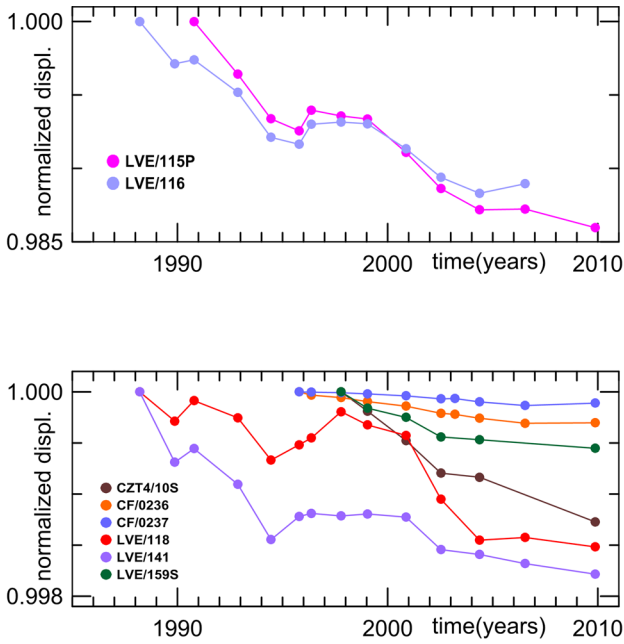 1.000
normalized displ.
LVE/115P
LVE/116
0.985
1990
2000
time(years)
2010
1.000
normalized displ.
CZT4/10S
CF/0236
CF/0237
LVE/118
LVE/141
LVE/159S
0.998
1990
2000
time(years)
2010